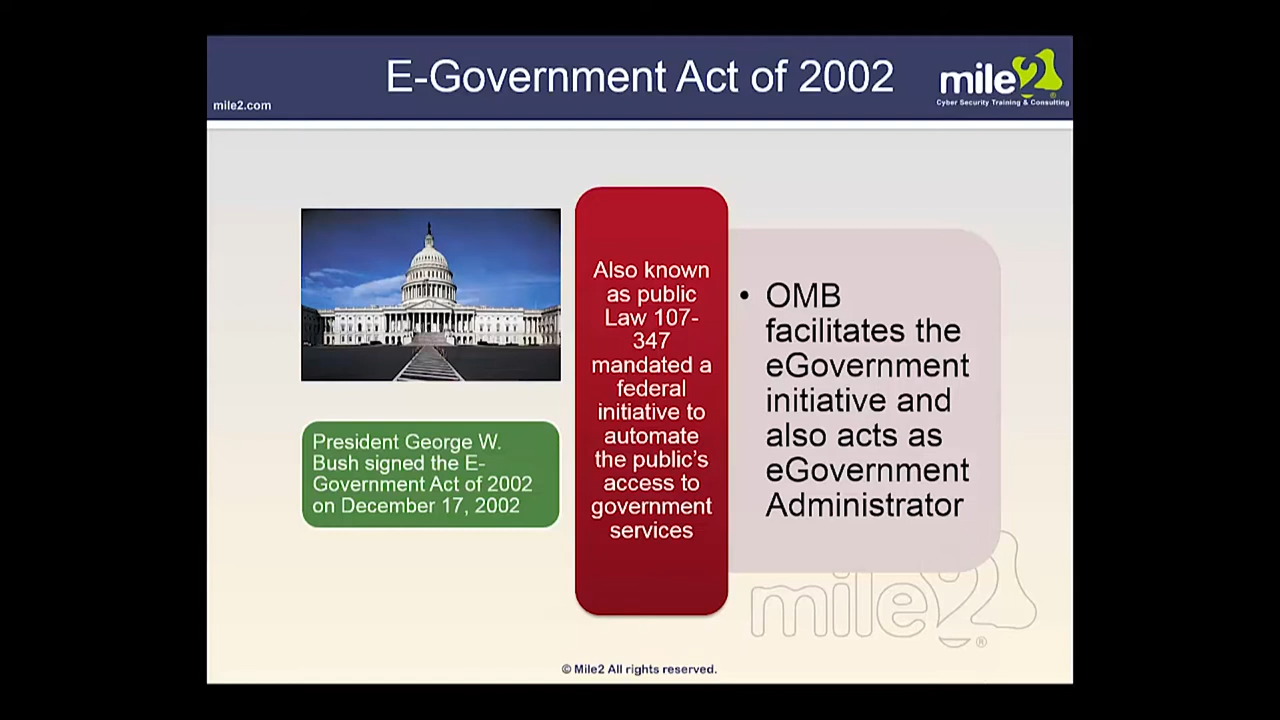 E-Government Act of 2002
mile2.com
mile2
®
Cyber Security Training & Consulting
President George W.
Bush signed the E-
Government Act of 2002
on December 17, 2002
Also known
as public
Law 107-
347
mandated a
federal
initiative to
automate
the public's
access to
government
services
• OMB
facilitates the
eGovernment
initiative and
also acts as
eGovernment
Administrator
mile2
®
© Mile2 All rights reserved.